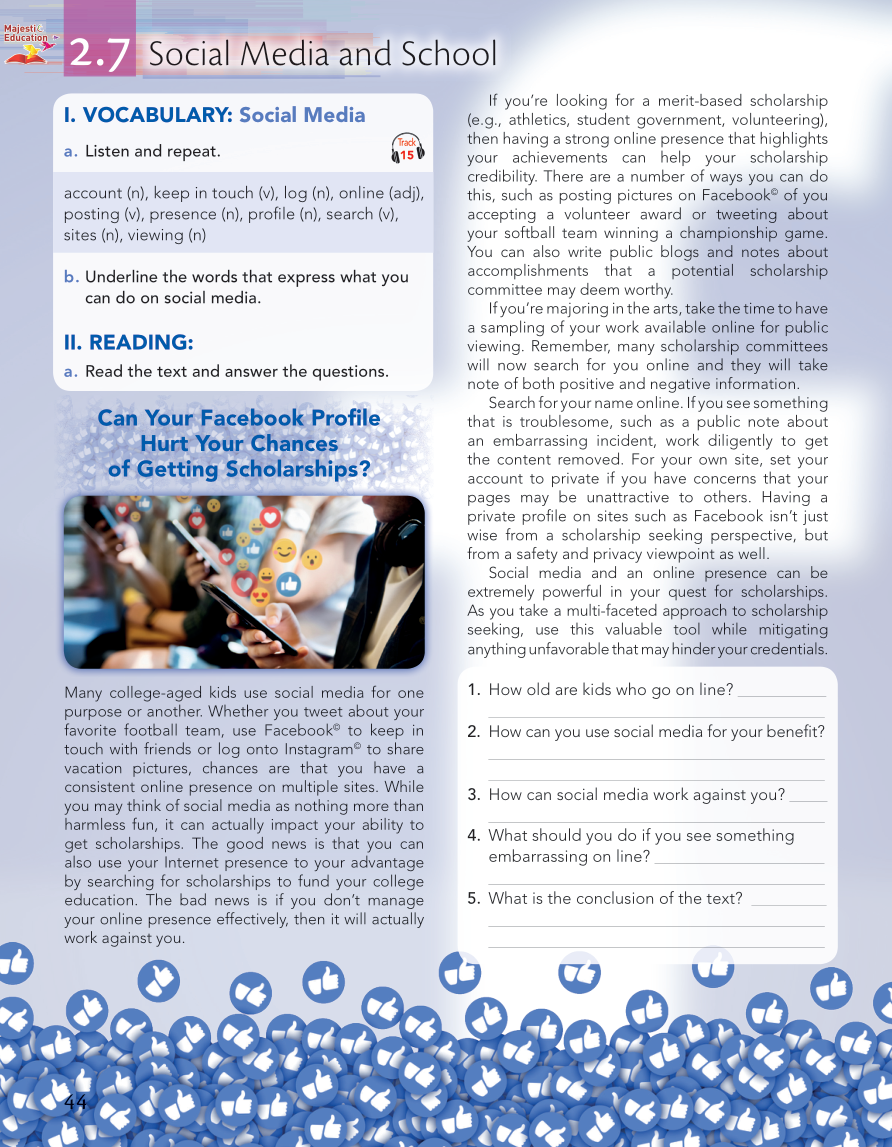 Majesti
Education
2.7 Social Media and School
I. VOCABULARY: Social Media
a. Listen and repeat.
Track
15
account (n), keep in touch (v), log (n), online (adj),
posting (v), presence (n), profile (n), search (v),
sites (n), viewing (n)
b. Underline the words that express what you
can do on social media.
II. READING:
a. Read the text and answer the questions.
Can Your Facebook Profile
Hurt Your Chances
of Getting Scholarships?
Many college-aged kids use social media for one
purpose or another. Whether you tweet about your
favorite football team, use Facebook© to keep in
touch with friends or log onto Instagram© to share
vacation pictures, chances are that you have a
consistent online presence on multiple sites. While
you may think of social media as nothing more than
harmless fun, it can actually impact your ability to
get scholarships. The good news is that you can
also use your Internet presence to your advantage
by searching for scholarships to fund your college
education. The bad news is if you don't manage
your online presence effectively, then it will actually
work against you.
If you're looking for a merit-based scholarship
(e.g., athletics, student government, volunteering),
then having a strong online presence that highlights
your achievements can help your scholarship
credibility. There are a number of ways you can do
this, such as posting pictures on Facebook© of you
accepting a volunteer award or tweeting about
your softball team winning a championship game.
You can also write public blogs and notes about
accomplishments that a potential scholarship
committee may deem worthy.
If you're majoring in the arts, take the time to have
a sampling of your work available online for public
viewing. Remember, many scholarship committees
will now search for you online and they will take
note of both positive and negative information.
Search for your name online. If you see something
that is troublesome, such as a public note about
an embarrassing incident, work diligently to get
the content removed. For your own site, set your
account to private if you have concerns that your
pages may be unattractive to others. Having a
private profile on sites such as Facebook isn't just
wise from a scholarship seeking perspective, but
from a safety and privacy viewpoint as well.
Social media and an online presence can be
extremely powerful in your quest for scholarships.
As you take a multi-faceted approach to scholarship
seeking, use this valuable tool while mitigating
anything unfavorable that may hinder your credentials.
1. How old are kids who go on line?
2. How can you use social media for your benefit?
3. How can social media work against you?
4. What should you do if you see something
embarrassing on line?
5. What is the conclusion of the text?
44